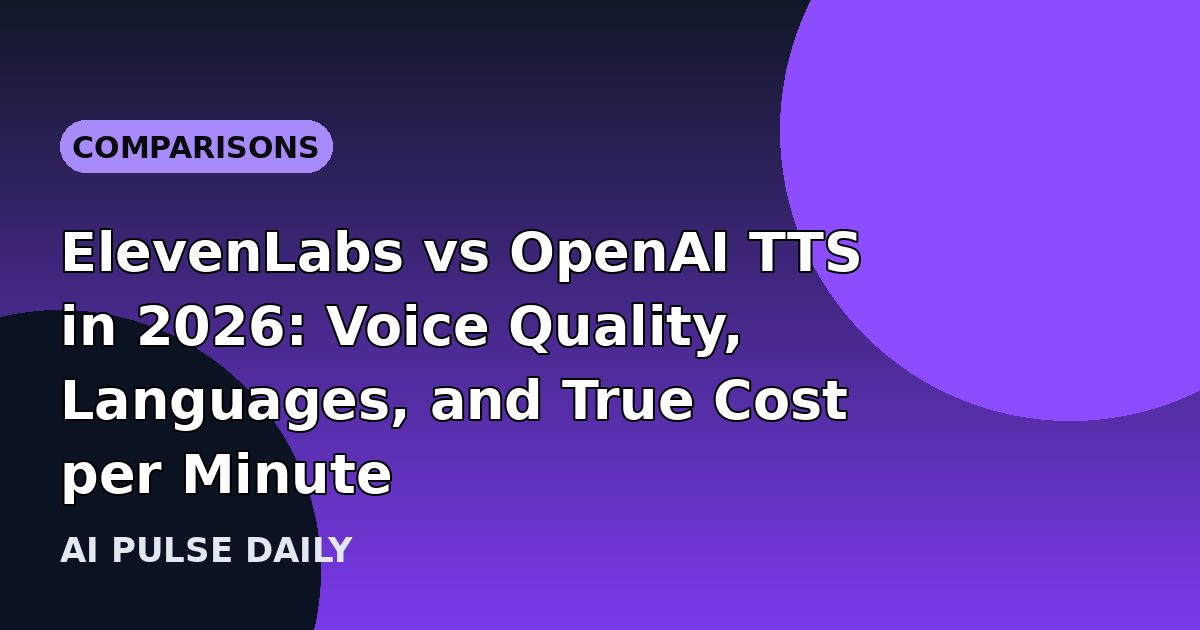 COMPARISONS
ElevenLabs vs OpenAI TTS
in 2026: Voice Quality,
Languages, and True Cost
per Minute
AI PULSE DAILY